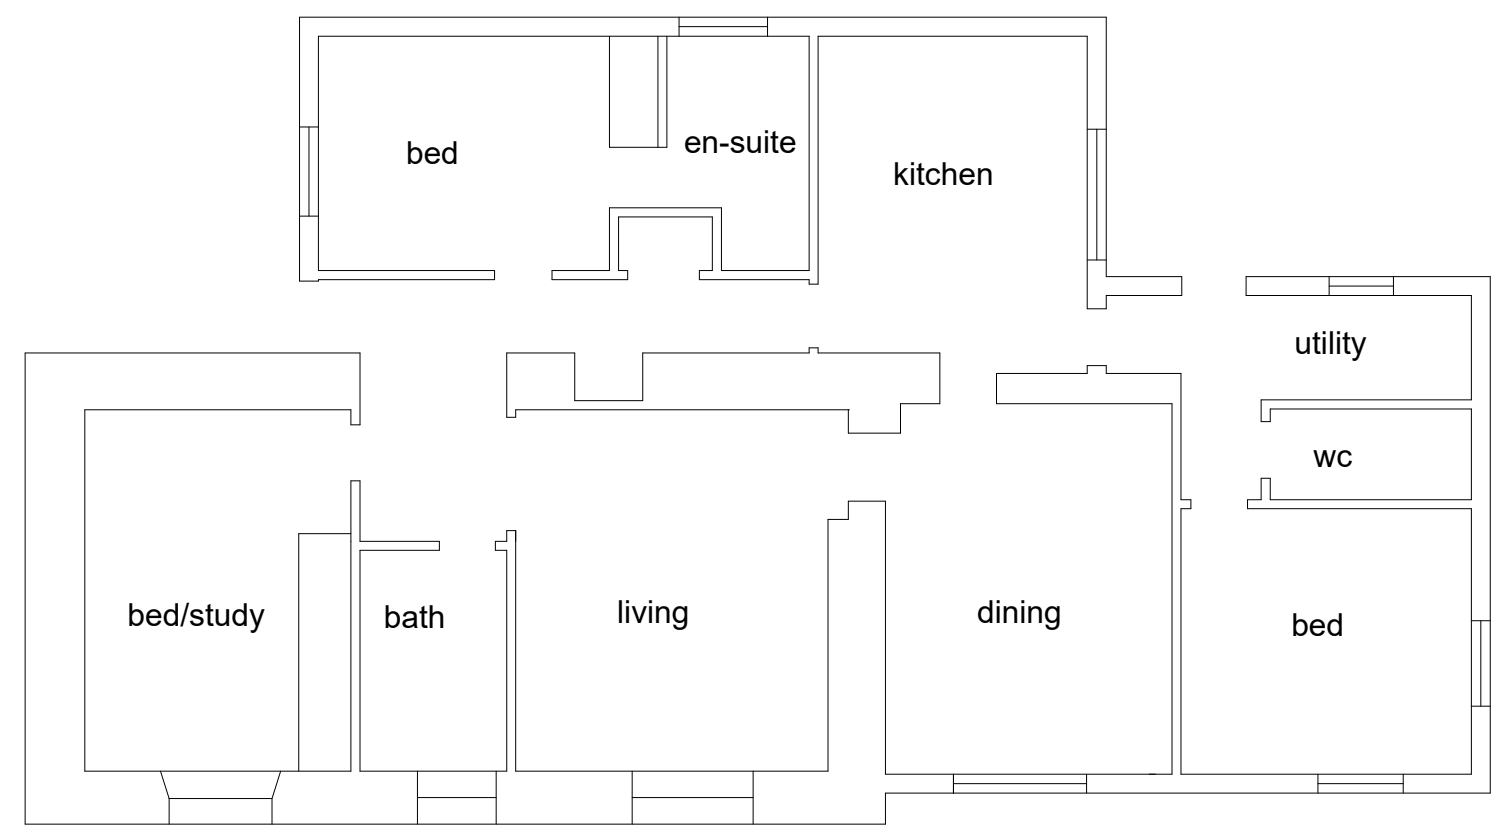 en-suite
bed
kitchen
utility
wc
living
dining
bed/study
bath
bed